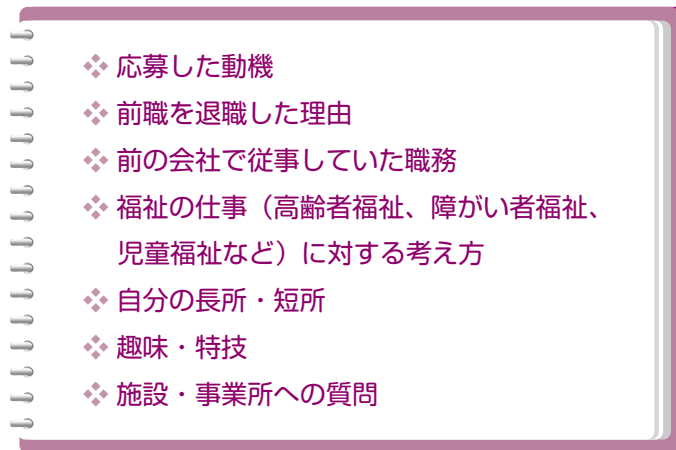 ❖ 応募した動機
❖ 前職を退職した理由
❖ 前の会社で従事していた職務
❖ 福祉の仕事（高齢者福祉、障がい者福祉、
児童福祉など）に対する考え方
❖ 自分の長所・短所
❖ 趣味・特技
❖ 施設・事業所への質問